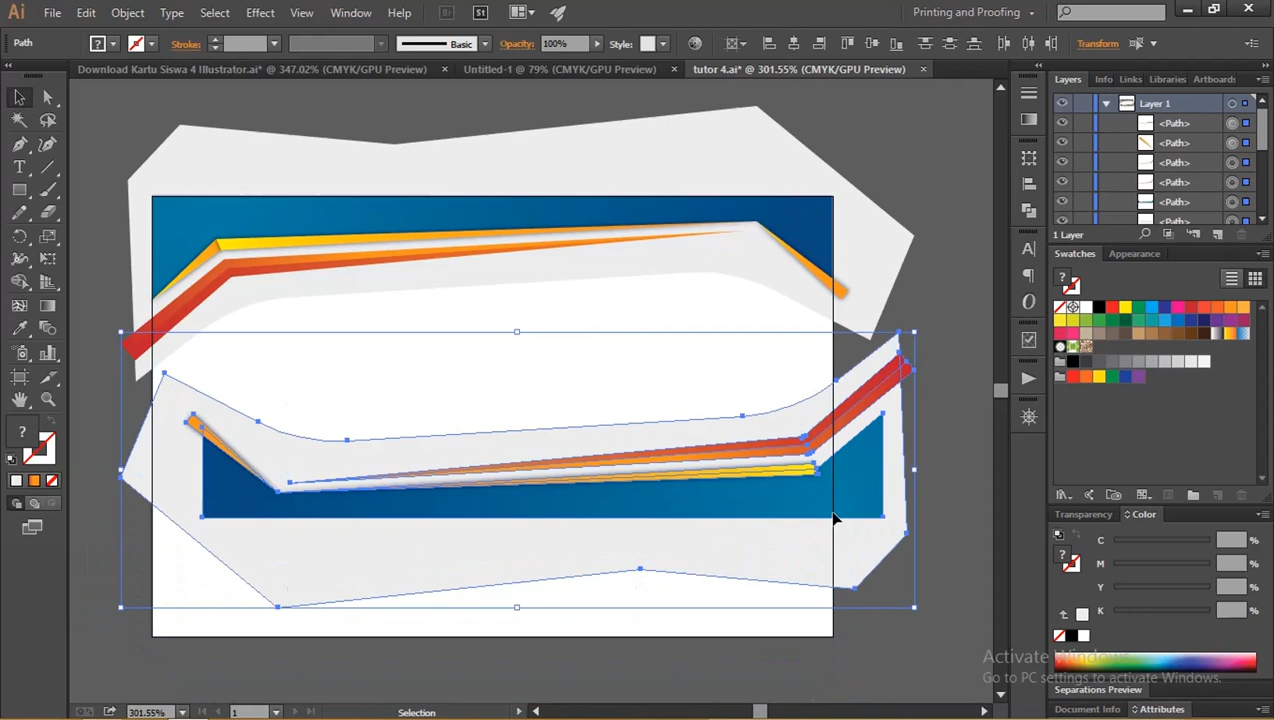 Ai File Edit Object Type Select Effect View Window Help Br St Printing and Proofing
Path Stroke: Basic Opacity: 100% Style: Transform
Download Kartu Siswa 4 Illustrator.ai* @ 347.02% (CMYK/GPU Preview) × Untitled-1 @ 79% (CMYK/GPU Preview) × tutor 4.ai* @ 301.55% (CMYK/GPU Preview) ×
Layers Info Links Libraries Artboards
Layer 1
<Path>
<Path>
<Path>
<Path>
<Path>
<Path>
1 Layer
Swatches Appearance
Transparency Color
C %
M %
Y %
K %
Activate Windows
Go to PC settings to activate Windows.
Separations Preview
Document Info Attributes
301.55% 1 Selection